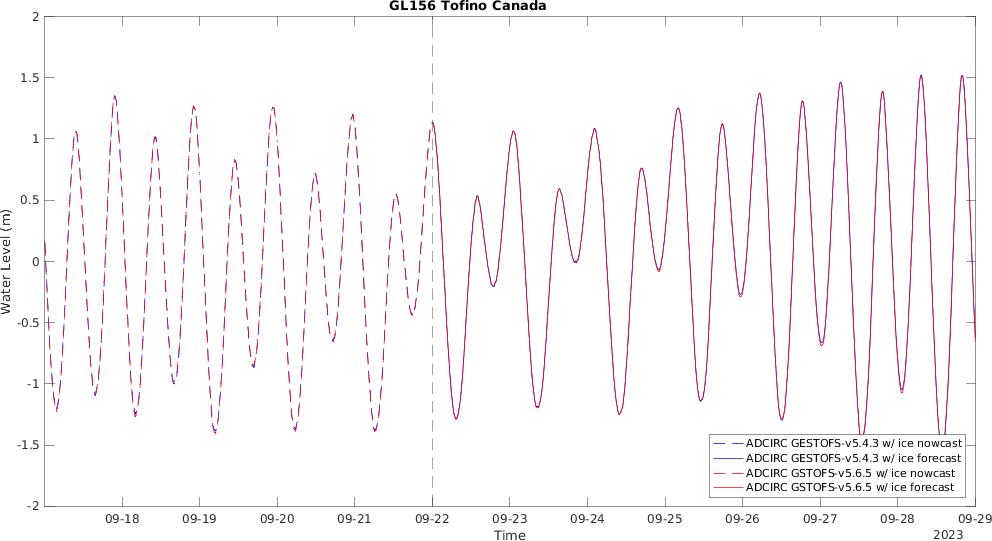 GL156 Tofino Canada
2
1.5
1
0.5
0
-0.5
-1
-1.5
-2
Water Level (m)
09-18 09-19 09-20 09-21 09-22 09-23 09-24 09-25 09-26 09-27 09-28 09-29
Time
2023
ADCIRC GESTOFS-v5.4.3 w/ ice nowcast
ADCIRC GESTOFS-v5.4.3 w/ ice forecast
ADCIRC GSTOFS-v5.6.5 w/ ice nowcast
ADCIRC GSTOFS-v5.6.5 w/ ice forecast